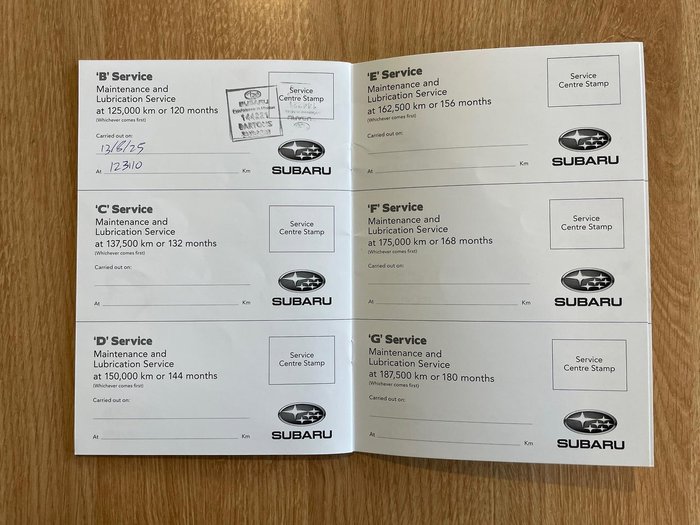 'B' Service
Maintenance and
Lubrication Service
at 125,000 km or 120 months
(Whichever comes first)
Carried out on:
13/8/25
At 123110 Km
SUBARU
144221
BARTONS
Service
Centre Stamp
SUBARU
'C' Service
Maintenance and
Lubrication Service
at 137,500 km or 132 months
(Whichever comes first)
Carried out on:
At Km
Service
Centre Stamp
SUBARU
'D' Service
Maintenance and
Lubrication Service
at 150,000 km or 144 months
(Whichever comes first)
Carried out on:
At Km
Service
Centre Stamp
SUBARU
'E' Service
Maintenance and
Lubrication Service
at 162,500 km or 156 months
(Whichever comes first)
Carried out on:
At Km
Service
Centre Stamp
SUBARU
'F' Service
Maintenance and
Lubrication Service
at 175,000 km or 168 months
(Whichever comes first)
Carried out on:
At Km
Service
Centre Stamp
SUBARU
'G' Service
Maintenance and
Lubrication Service
at 187,500 km or 180 months
(Whichever comes first)
Carried out on:
At Km
Service
Centre Stamp
SUBARU